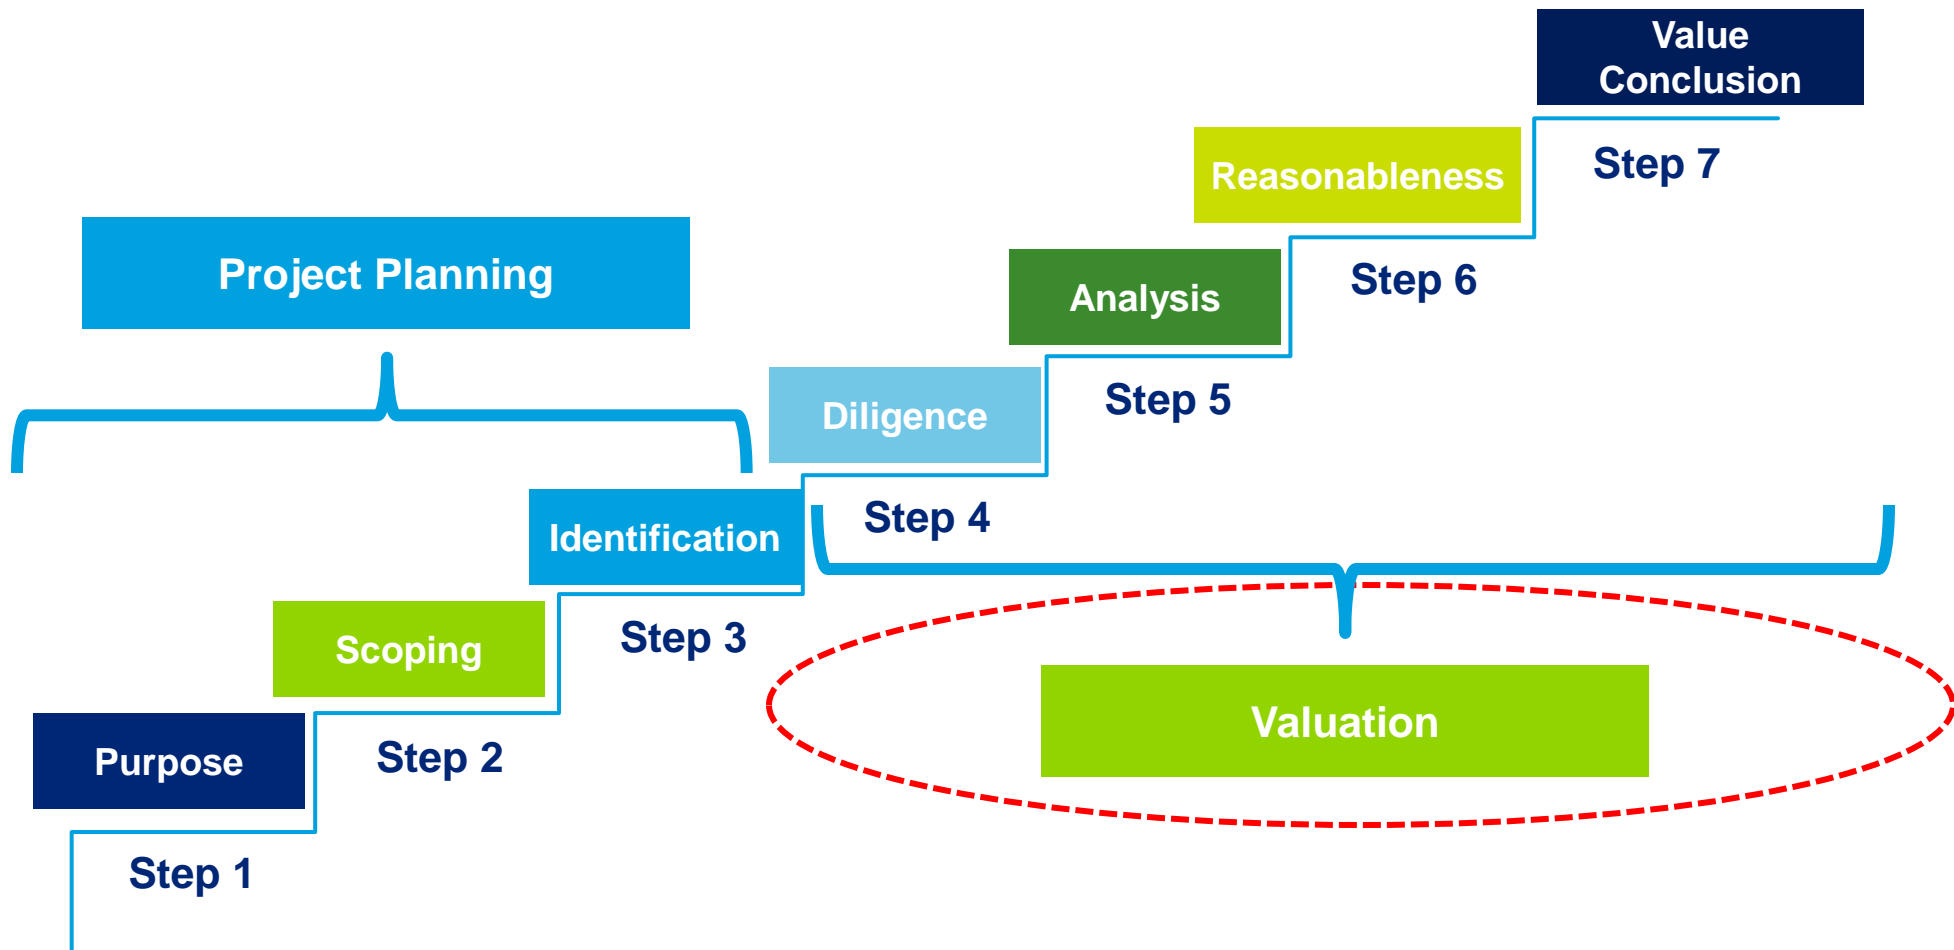 Value
Conclusion
Step 7
Reasonableness
Step 6
Project Planning
Analysis
Step 5
Diligence
Step 4
Identification
Step 3
Scoping
Step 2
Valuation
Purpose
Step 1